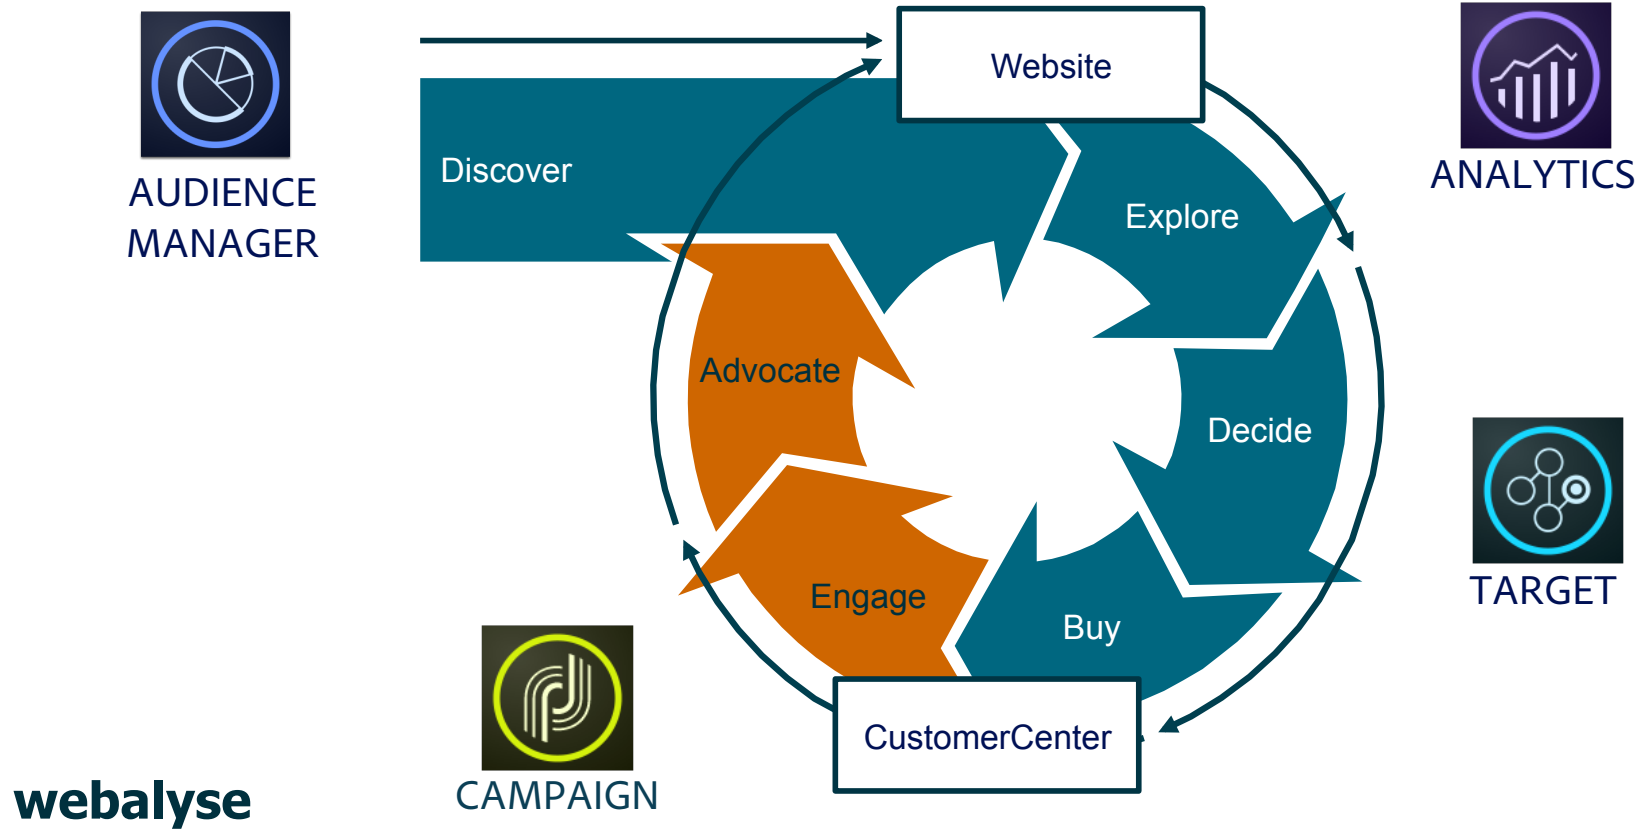 Website
ANALYTICS
Discover
AUDIENCE
MANAGER
Explore
Advocate
Decide
TARGET
Engage
Buy
CustomerCenter
CAMPAIGN
webalyse